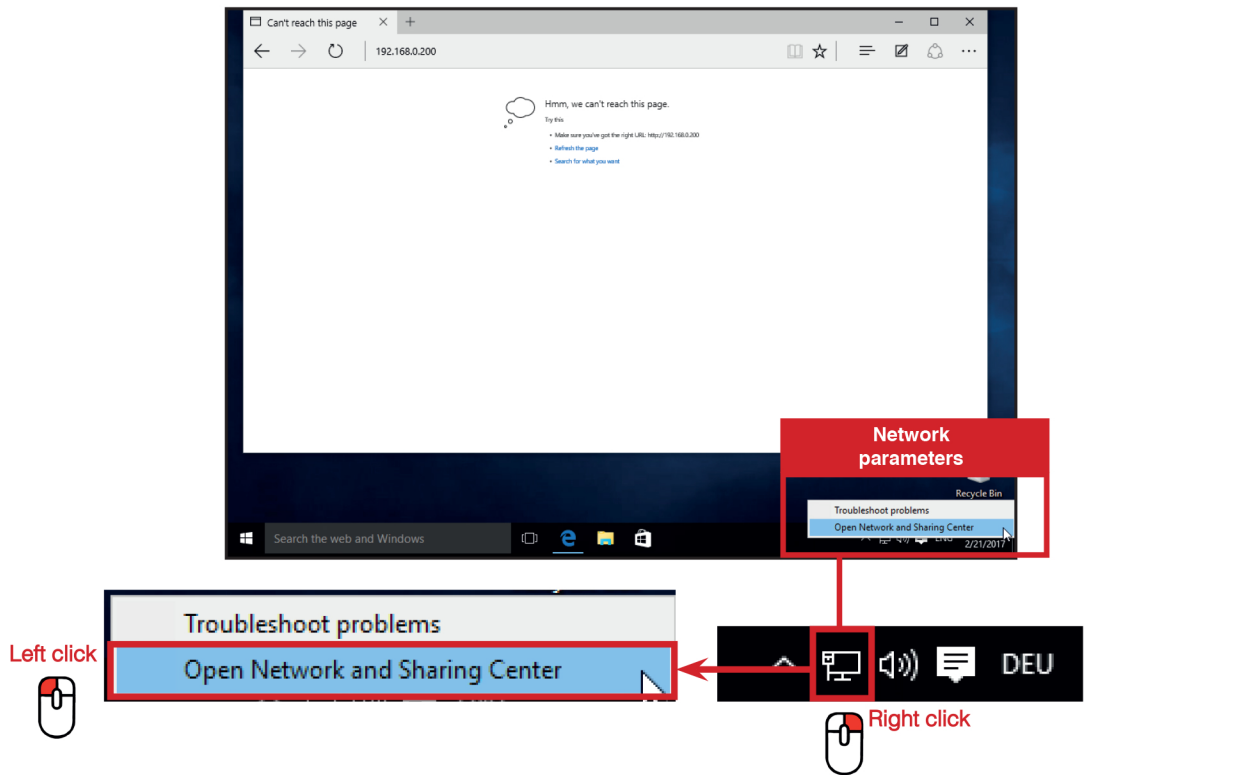 Can't reach this page
192.168.0.200
Hmm, we can't reach this page.
Try this
• Make sure you've got the right URL: http://192.168.0.200
• Refresh the page
• Search for what you want
Network
parameters
Recycle Bin
Troubleshoot problems
Open Network and Sharing Center
Search the web and Windows
ENG
2/21/2017
Troubleshoot problems
Left click
Open Network and Sharing Center
DEU
Right click